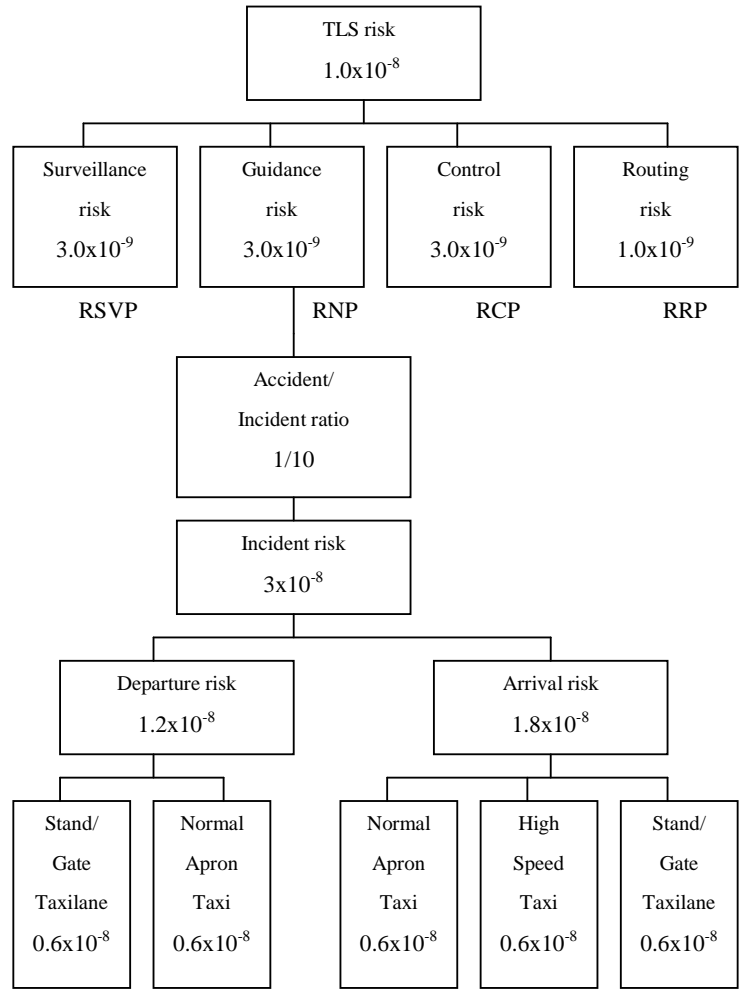 TLS risk
1.0x10⁻⁸
Surveillance
risk
3.0x10⁻⁹
Guidance
risk
3.0x10⁻⁹
Control
risk
3.0x10⁻⁹
Routing
risk
1.0x10⁻⁹
RSVP
RNP
RCP
RRP
Accident/
Incident ratio
1/10
Incident risk
3x10⁻⁸
Departure risk
1.2x10⁻⁸
Arrival risk
1.8x10⁻⁸
Stand/
Gate
Taxilane
0.6x10⁻⁸
Normal
Apron
Taxi
0.6x10⁻⁸
Normal
Apron
Taxi
0.6x10⁻⁸
High
Speed
Taxi
0.6x10⁻⁸
Stand/
Gate
Taxilane
0.6x10⁻⁸